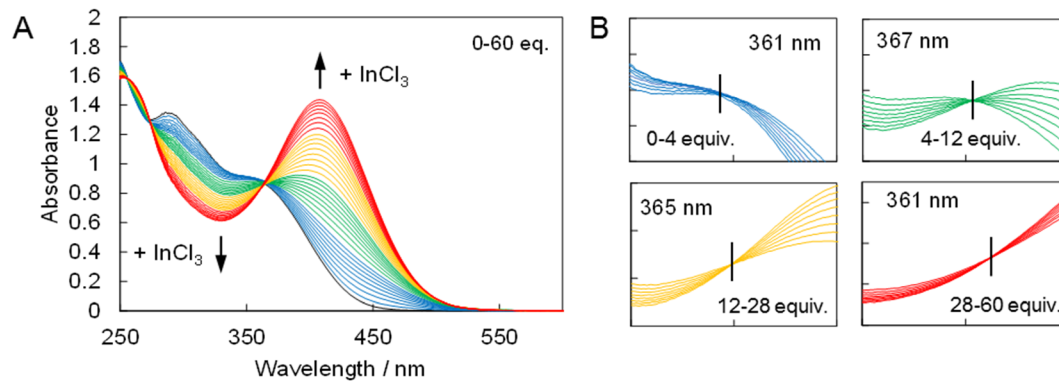 A
2
1.8
1.6
1.4
1.2
1
0.8
0.6
0.4
0.2
0
Absorbance
0-60 eq.
+ InCl3
+ InCl3
250
350
450
550
Wavelength / nm
B
361 nm
0-4 equiv.
367 nm
4-12 equiv.
365 nm
12-28 equiv.
361 nm
28-60 equiv.